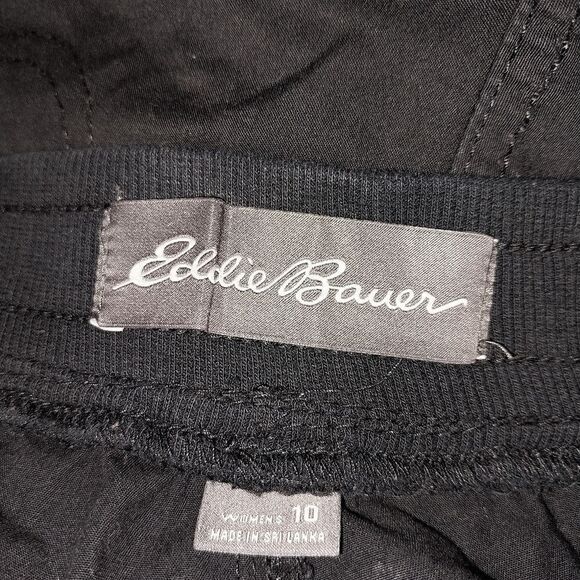 Eddie Bauer
WOMEN'S 10
MADE IN SRI LANKA